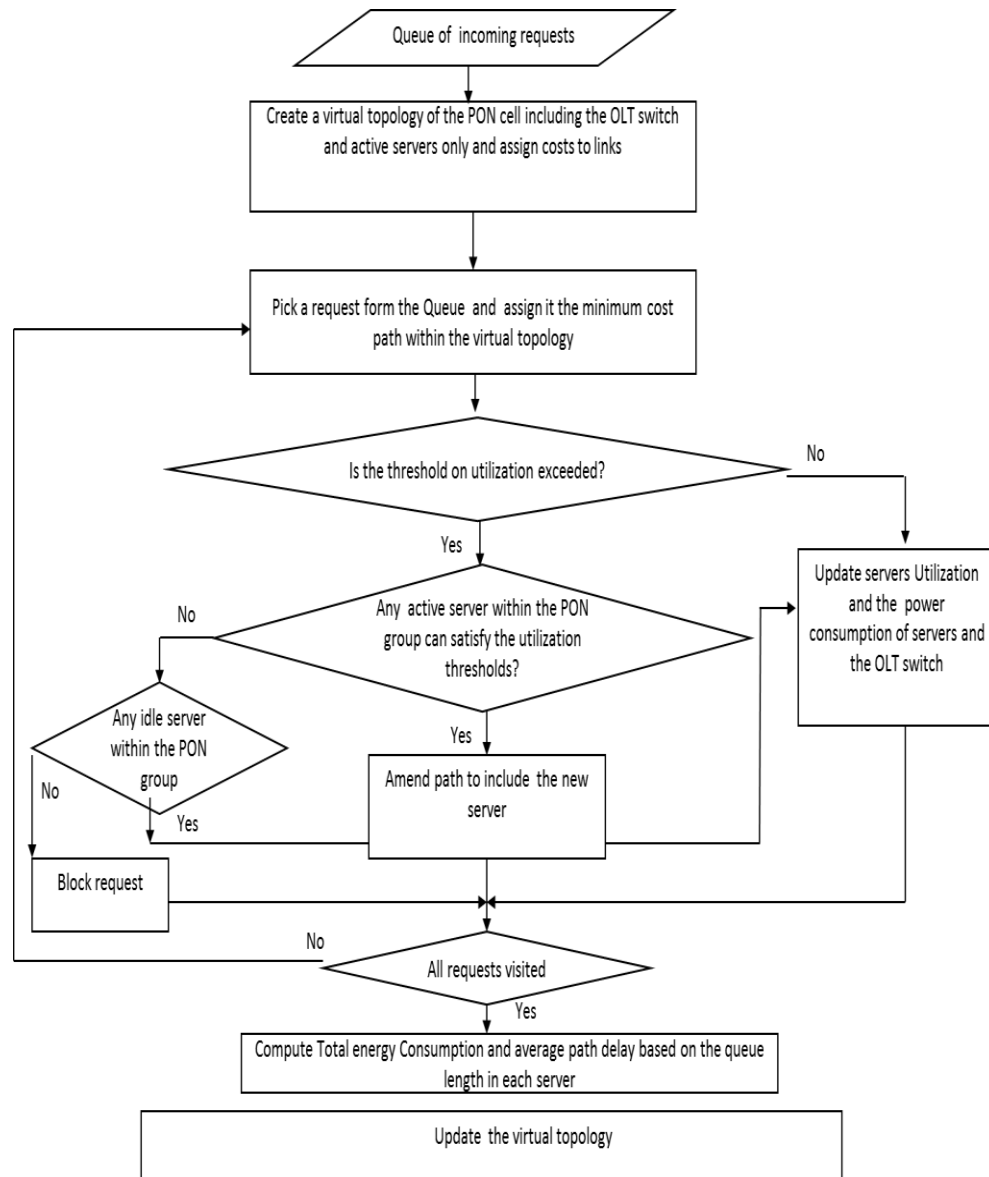 Queue of incoming requests
Create a virtual topology of the PON cell including the OLT switch
and active servers only and assign costs to links
Pick a request form the Queue and assign it the minimum cost
path within the virtual topology
Is the threshold on utilization exceeded?
No
Yes
Any active server within the PON
group can satisfy the utilization
thresholds?
No
Update servers Utilization
and the power
consumption of servers and
the OLT switch
Any idle server
within the PON
group
Yes
No
Yes
Amend path to include the new
server
Block request
No
All requests visited
Yes
Compute Total energy Consumption and average path delay based on the queue
length in each server
Update the virtual topology